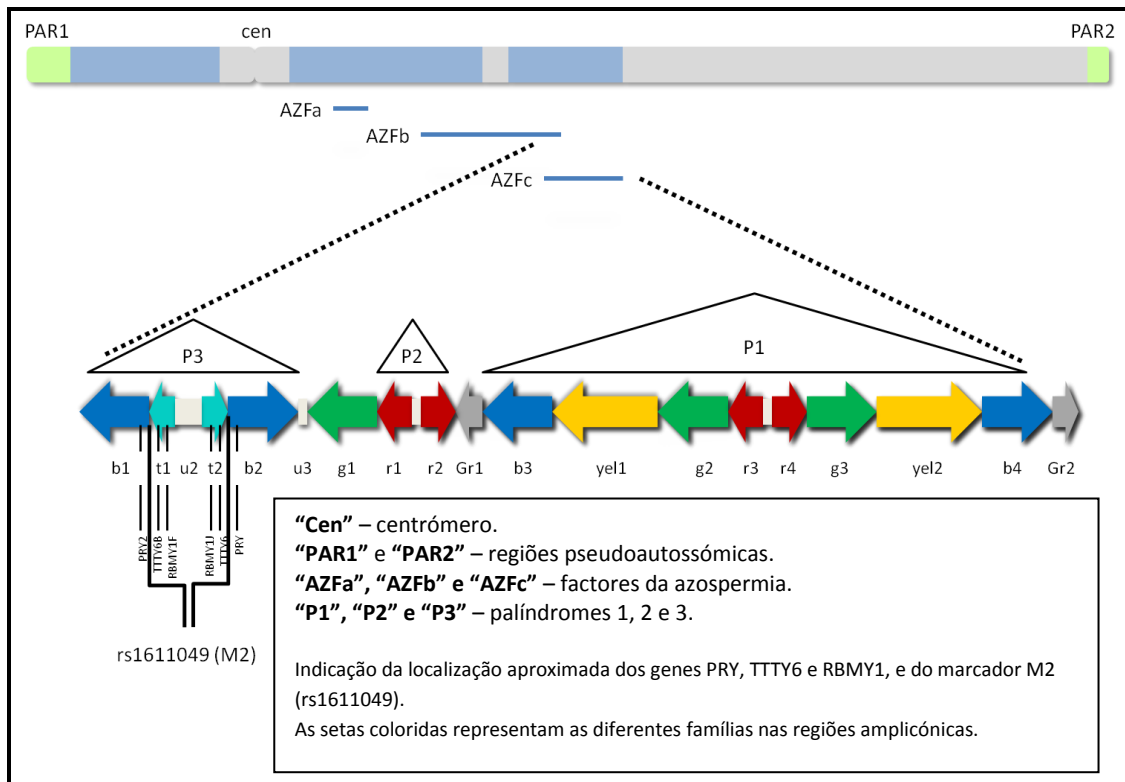 PAR1 cen PAR2
AZFa
AZFb
AZFc
P3 P2 P1
b1 t1 u2 t2 b2 u3 g1 r1 r2 Gr1 b3 yel1 g2 r3 r4 g3 yel2 b4 Gr2
PRY2
TTTY6B
RBMY1F
RBMY1J
TTTY6
PRY
rs1611049 (M2)
“Cen” – centrómero.
“PAR1” e “PAR2” – regiões pseudoautossómicas.
“AZFa”, “AZFb” e “AZFc” – factores da azospermia.
“P1”, “P2” e “P3” – palíndromes 1, 2 e 3.
Indicação da localização aproximada dos genes PRY, TTTY6 e RBMY1, e do marcador M2
(rs1611049).
As setas coloridas representam as diferentes famílias nas regiões amplicónicas.